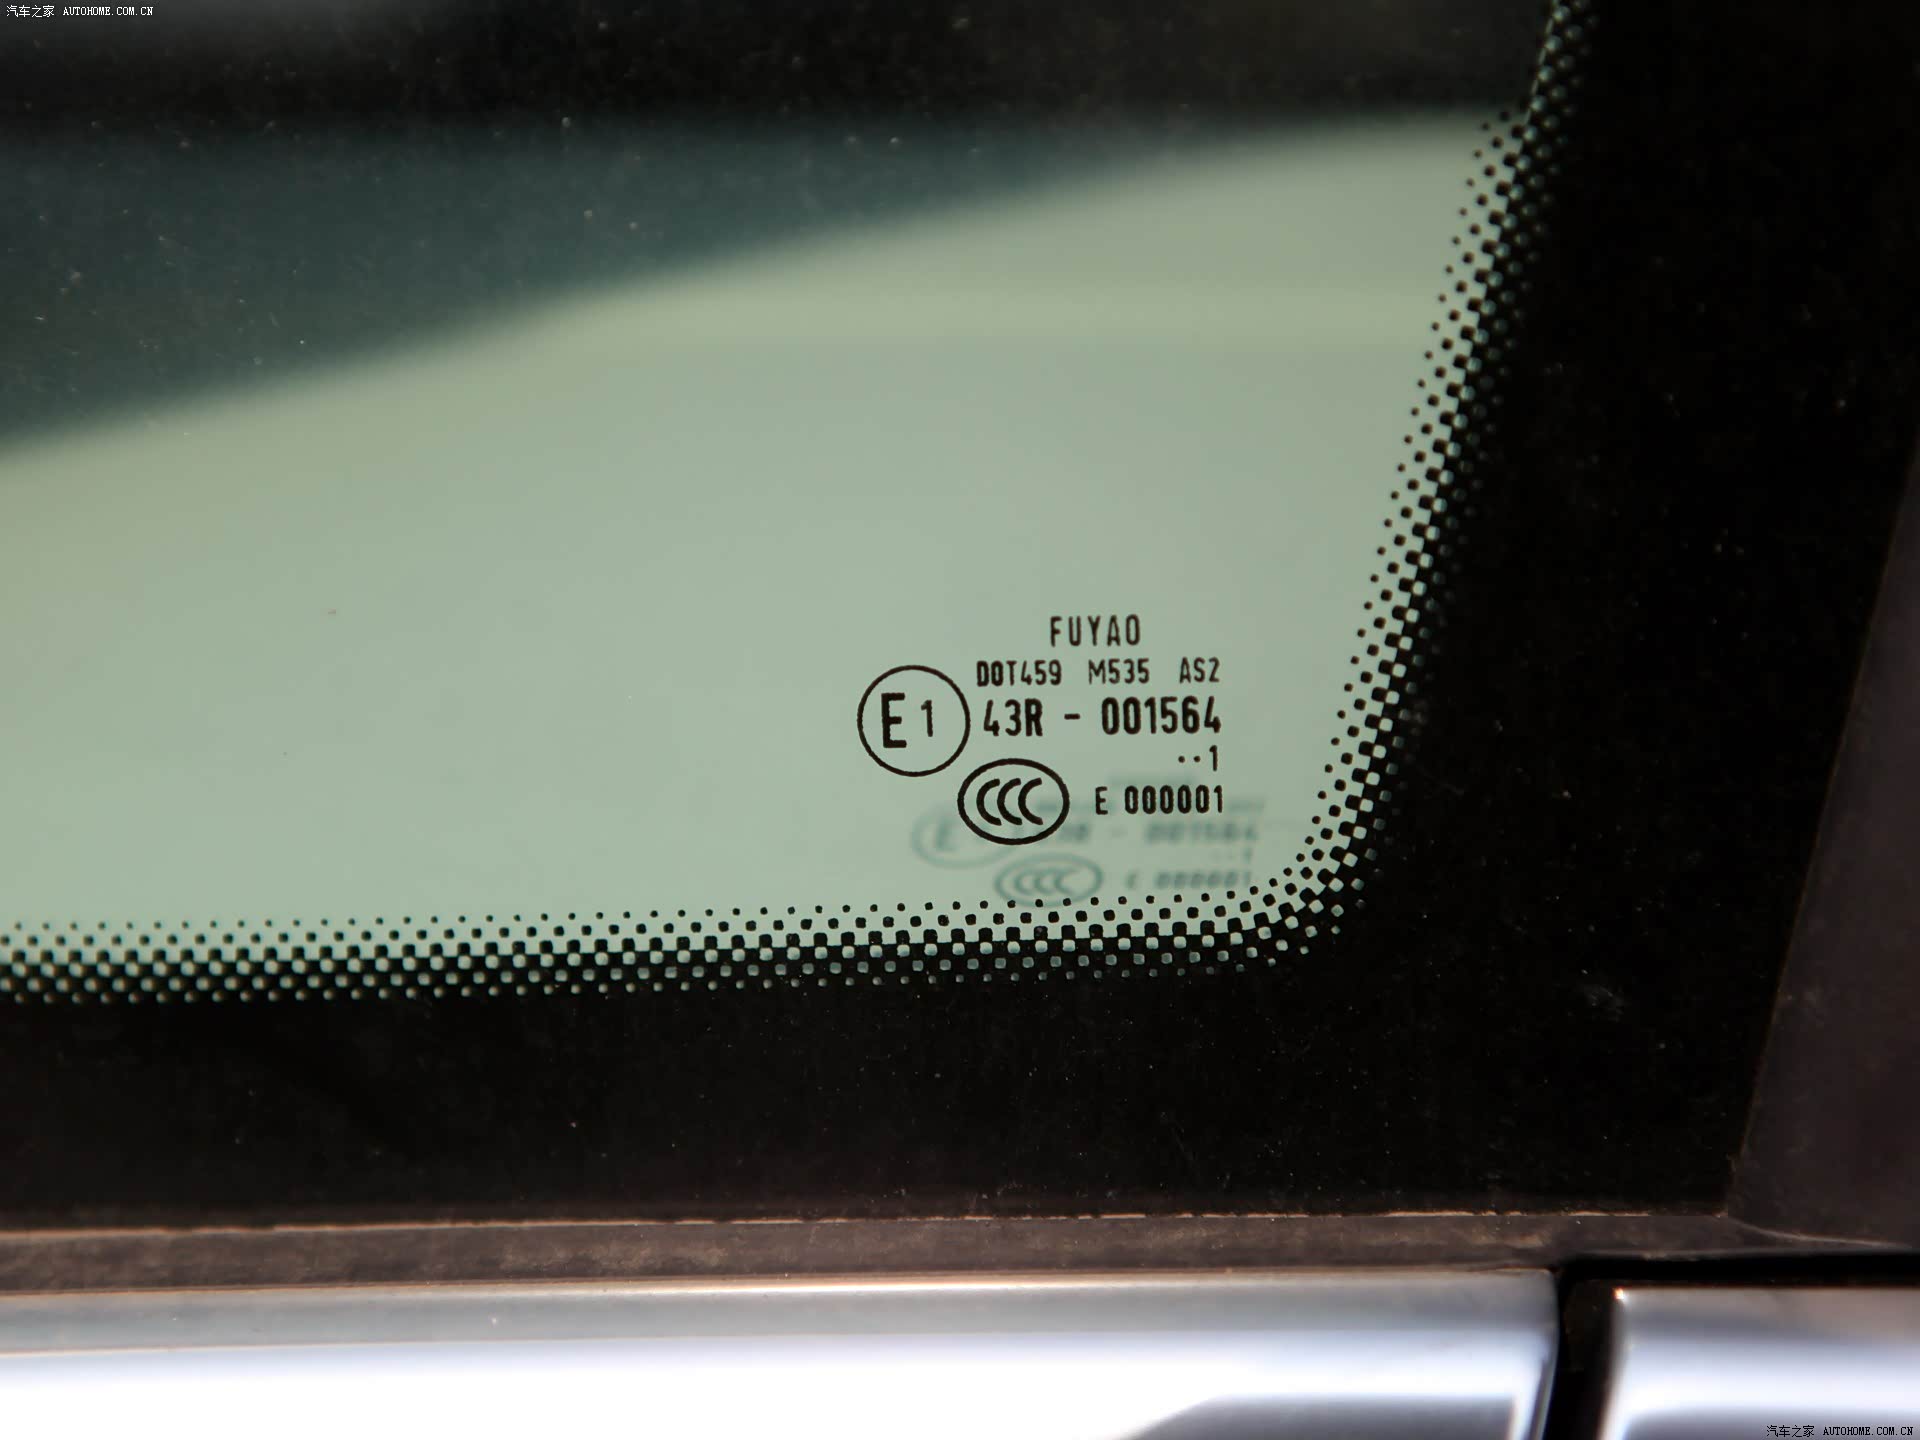 汽车之家 AUTOHOME.COM.CN
FUYAO
DOT459 M535 AS2
E1 43R - 001564
··1
CCC E 000001
汽车之家 AUTOHOME.COM.CN